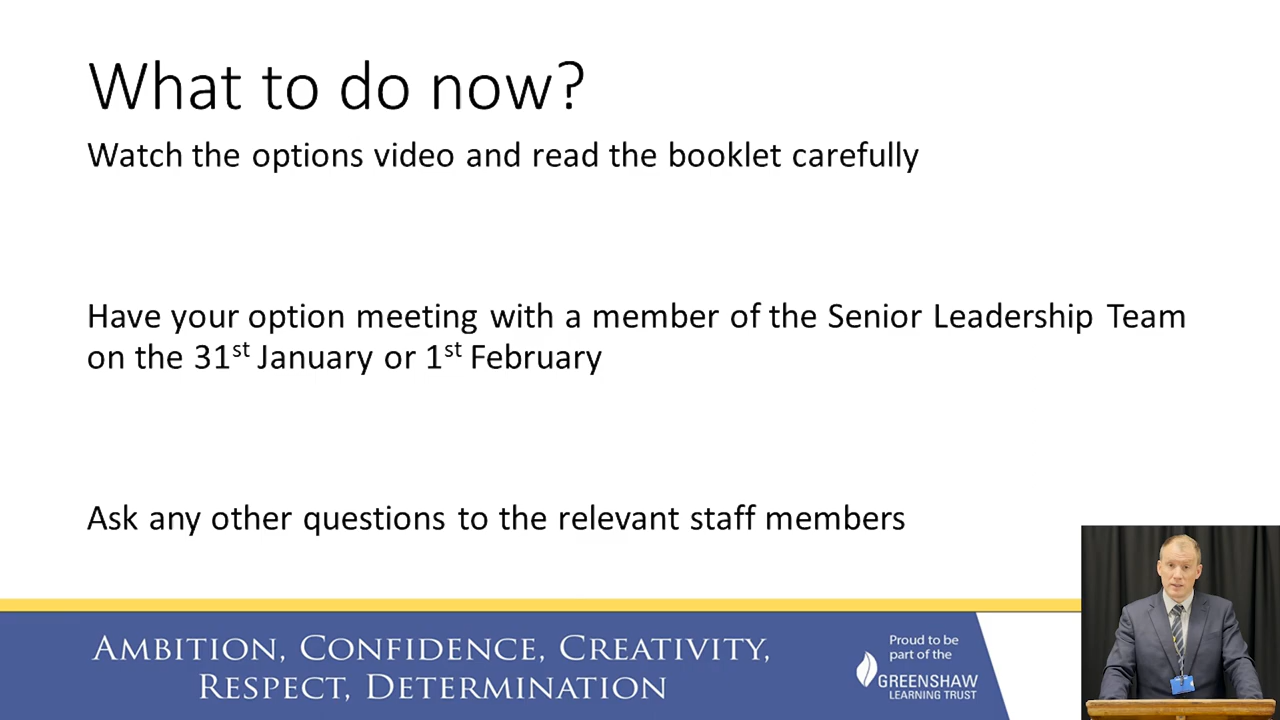 What to do now?
Watch the options video and read the booklet carefully
Have your option meeting with a member of the Senior Leadership Team
on the 31st January or 1st February
Ask any other questions to the relevant staff members
AMBITION, CONFIDENCE, CREATIVITY,
RESPECT, DETERMINATION
Proud to be
part of the
GREENSHAW
LEARNING TRUST